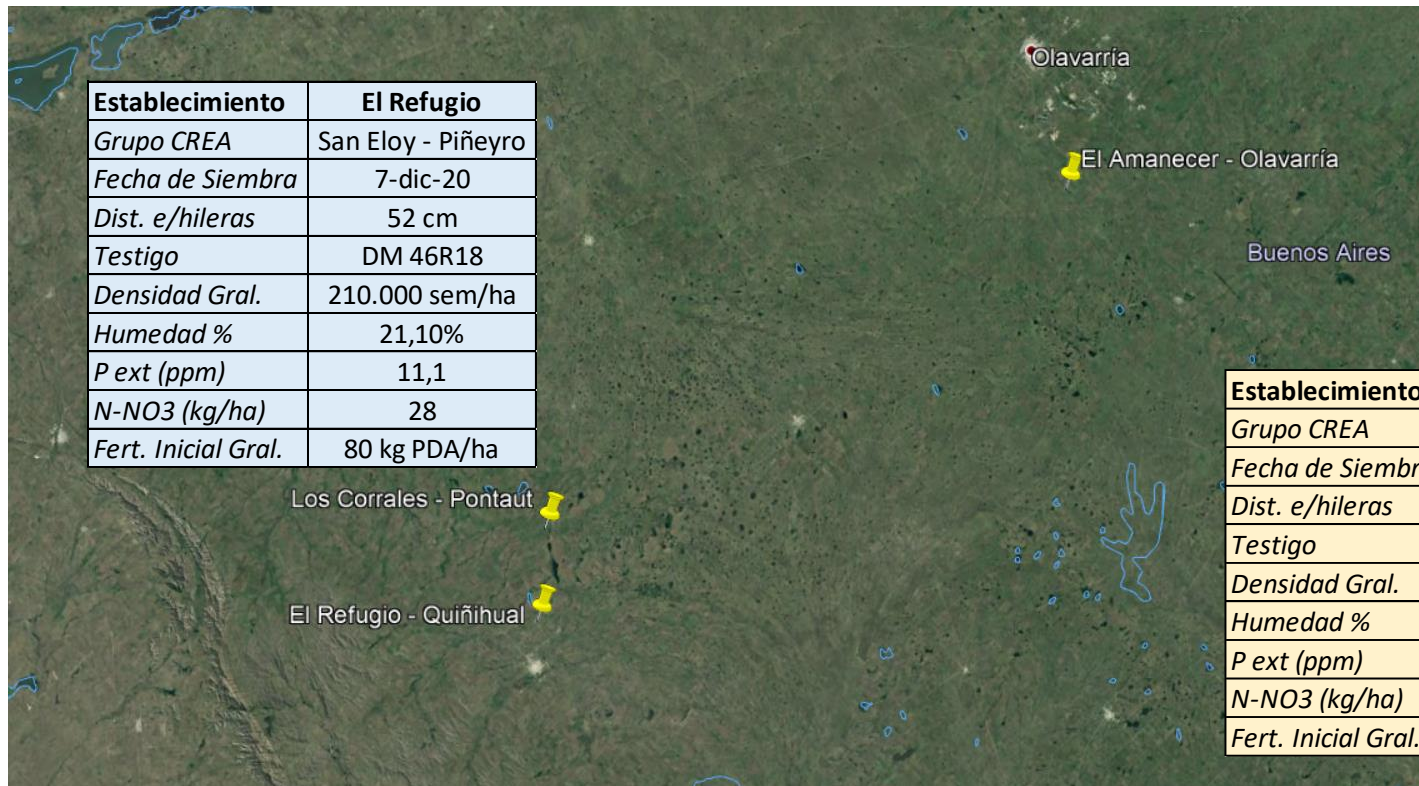 Olavarría
Establecimiento El Refugio
Grupo CREA San Eloy - Piñeyro
Fecha de Siembra 7-dic-20
Dist. e/hileras 52 cm
Testigo DM 46R18
Densidad Gral. 210.000 sem/ha
Humedad % 21,10%
P ext (ppm) 11,1
N-NO3 (kg/ha) 28
Fert. Inicial Gral. 80 kg PDA/ha
El Amanecer - Olavarría
Buenos Aires
Los Corrales - Pontaut
El Refugio - Quiñihual
Establecimiento
Grupo CREA
Fecha de Siembr
Dist. e/hileras
Testigo
Densidad Gral.
Humedad %
P ext (ppm)
N-NO3 (kg/ha)
Fert. Inicial Gral.